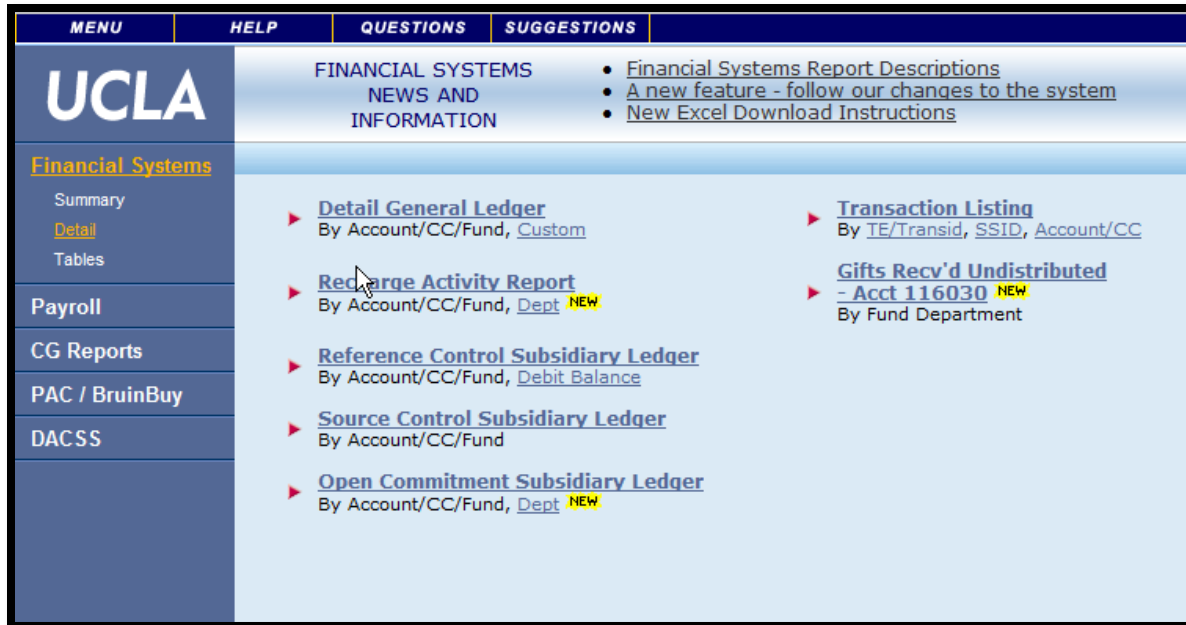 MENU HELP QUESTIONS SUGGESTIONS
UCLA
FINANCIAL SYSTEMS
NEWS AND
INFORMATION
• Financial Systems Report Descriptions
• A new feature - follow our changes to the system
• New Excel Download Instructions
Financial Systems
Summary
Detail
Tables
Payroll
CG Reports
PAC / BruinBuy
DACSS
Detail General Ledger
By Account/CC/Fund, Custom
Recharge Activity Report
By Account/CC/Fund, Dept NEW
Reference Control Subsidiary Ledger
By Account/CC/Fund, Debit Balance
Source Control Subsidiary Ledger
By Account/CC/Fund
Open Commitment Subsidiary Ledger
By Account/CC/Fund, Dept NEW
Transaction Listing
By TE/Transid, SSID, Account/CC
Gifts Recv'd Undistributed
- Acct 116030 NEW
By Fund Department